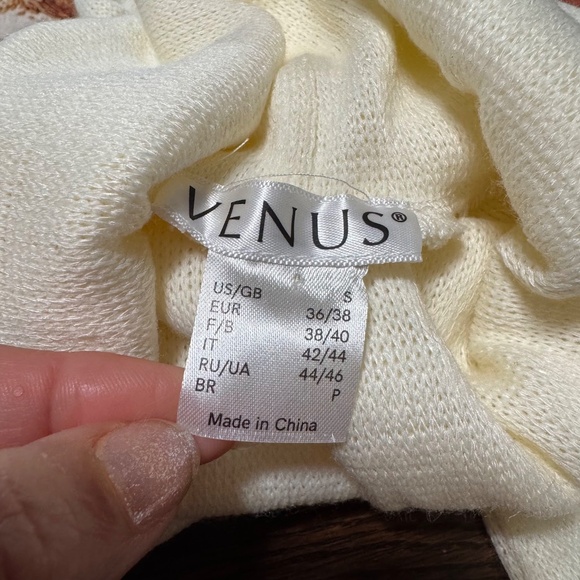 VENUS®
US/GB S
EUR 36/38
F/B 38/40
IT 42/44
RU/UA 44/46
BR P
Made in China